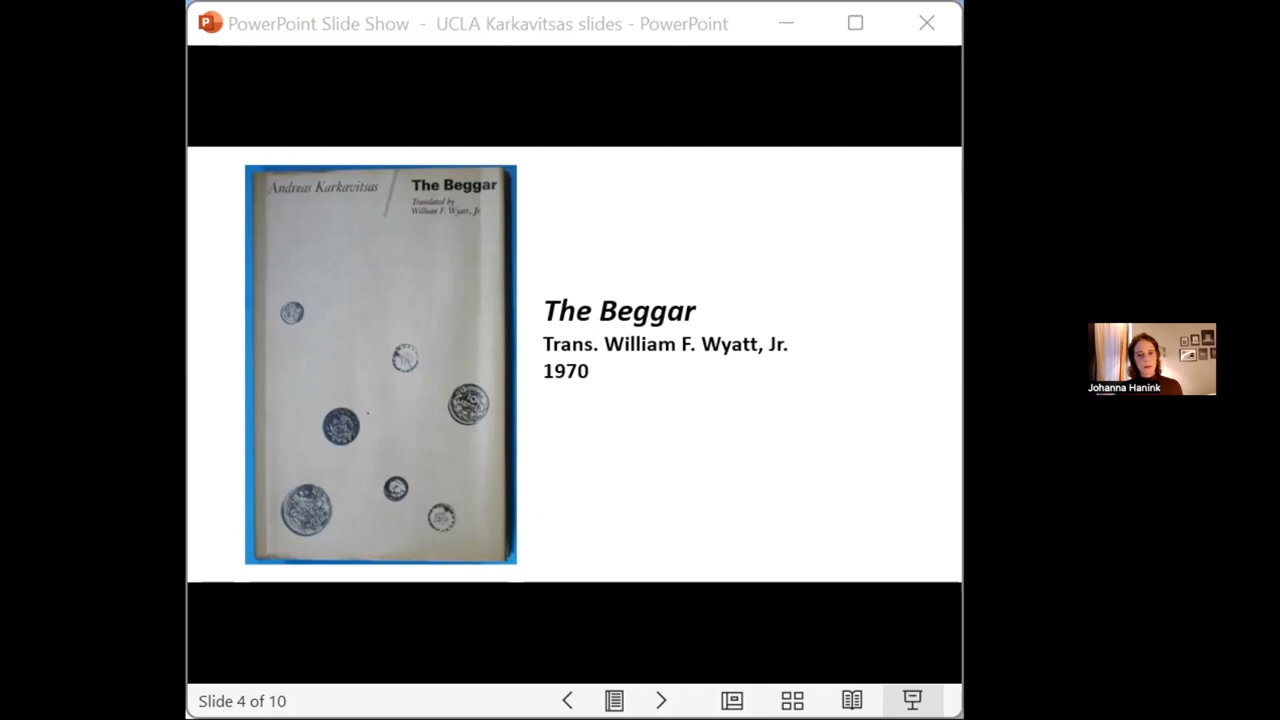 PowerPoint Slide Show - UCLA Karkavitsas slides - PowerPoint
Andreas Karkavitsas
The Beggar
Translated by
William F. Wyatt, Jr.
The Beggar
Trans. William F. Wyatt, Jr.
1970
Johanna Hanink
Slide 4 of 10